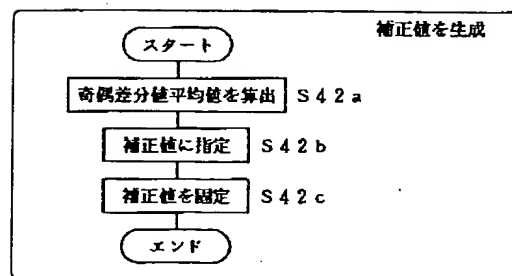 補正値を生成
スタート
奇偶差分値平均値を算出 S42a
補正値に指定 S42b
補正値を固定 S42c
エンド